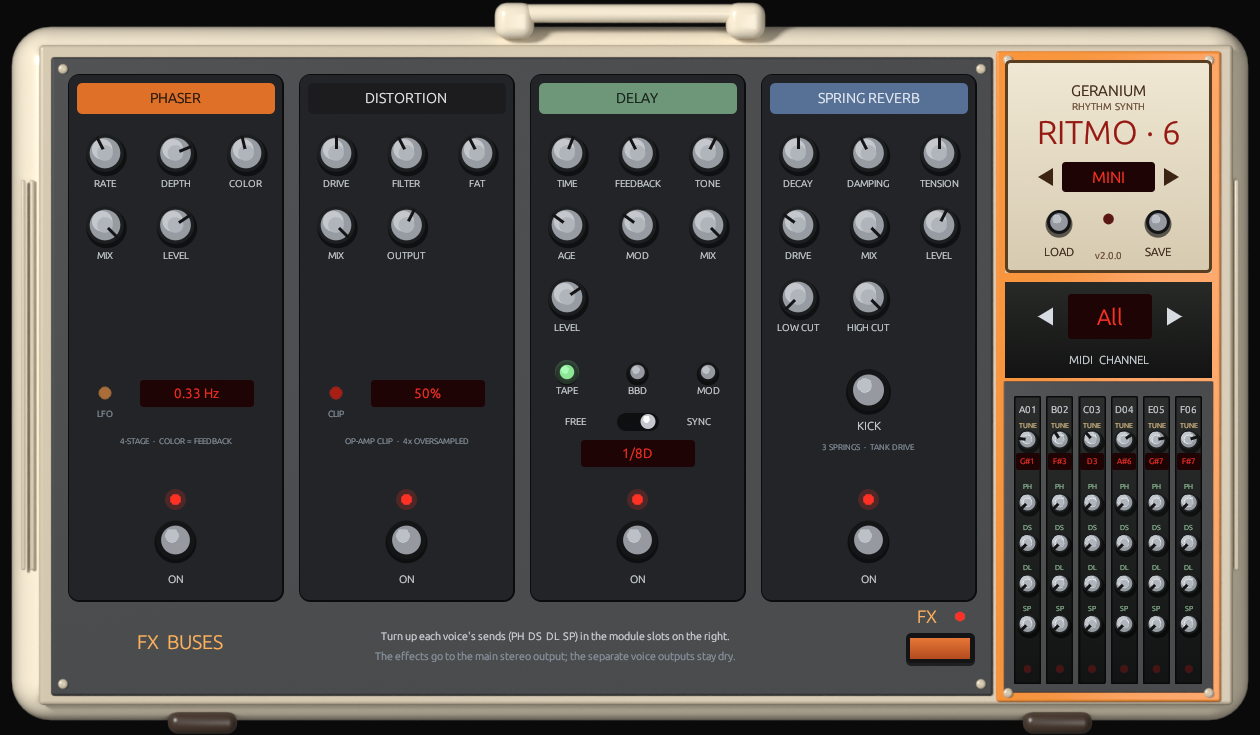 PHASER
RATE DEPTH COLOR
MIX LEVEL
LFO 0.33 Hz
4-STAGE · COLOR = FEEDBACK
ON
DISTORTION
DRIVE FILTER FAT
MIX OUTPUT
CLIP 50%
OP-AMP CLIP · 4x OVERSAMPLED
ON
DELAY
TIME FEEDBACK TONE
AGE MOD MIX
LEVEL
TAPE BBD MOD
FREE SYNC
1/8D
ON
SPRING REVERB
DECAY DAMPING TENSION
DRIVE MIX LEVEL
LOW CUT HIGH CUT
KICK
3 SPRINGS · TANK DRIVE
ON
FX BUSES
Turn up each voice's sends (PH DS DL SP) in the module slots on the right.
The effects go to the main stereo output; the separate voice outputs stay dry.
FX
GERANIUM
RHYTHM SYNTH
RITMO · 6
MINI
LOAD v2.0.0 SAVE
All
MIDI CHANNEL
A01 B02 C03 D04 E05 F06
TUNE TUNE TUNE TUNE TUNE TUNE
G#1 F#3 D3 A#6 G#7 F#7
PH PH PH PH PH PH
DS DS DS DS DS DS
DL DL DL DL DL DL
SP SP SP SP SP SP